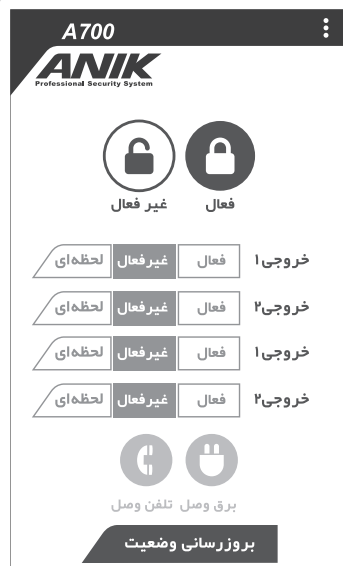 A700
ANIK
Professional Security System
فعال غیر فعال
خروجی۱ فعال غیرفعال لحظه‌ای
خروجی۲ فعال غیرفعال لحظه‌ای
خروجی۱ فعال غیرفعال لحظه‌ای
خروجی۲ فعال غیرفعال لحظه‌ای
برق وصل تلفن وصل
بروزرسانی وضعیت